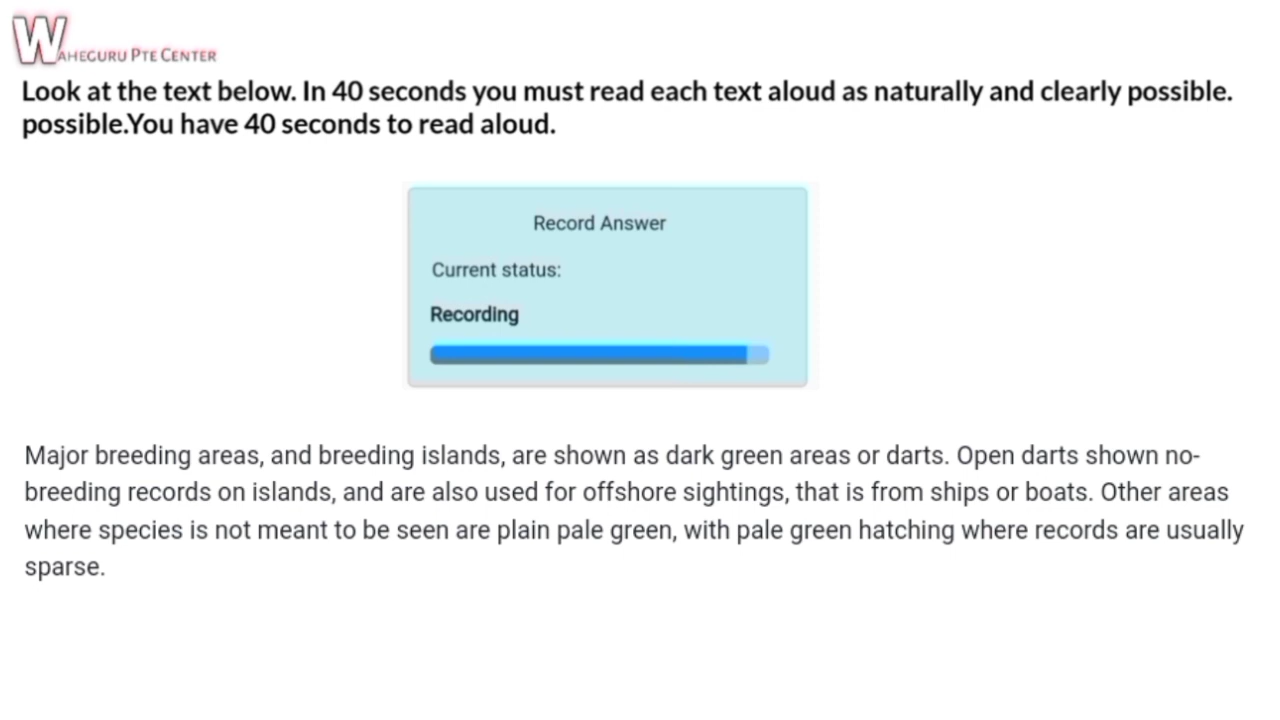 WAHEGURU PTE CENTER
Look at the text below. In 40 seconds you must read each text aloud as naturally and clearly possible.
possible.You have 40 seconds to read aloud.
Record Answer
Current status:
Recording
Major breeding areas, and breeding islands, are shown as dark green areas or darts. Open darts shown no-
breeding records on islands, and are also used for offshore sightings, that is from ships or boats. Other areas
where species is not meant to be seen are plain pale green, with pale green hatching where records are usually
sparse.